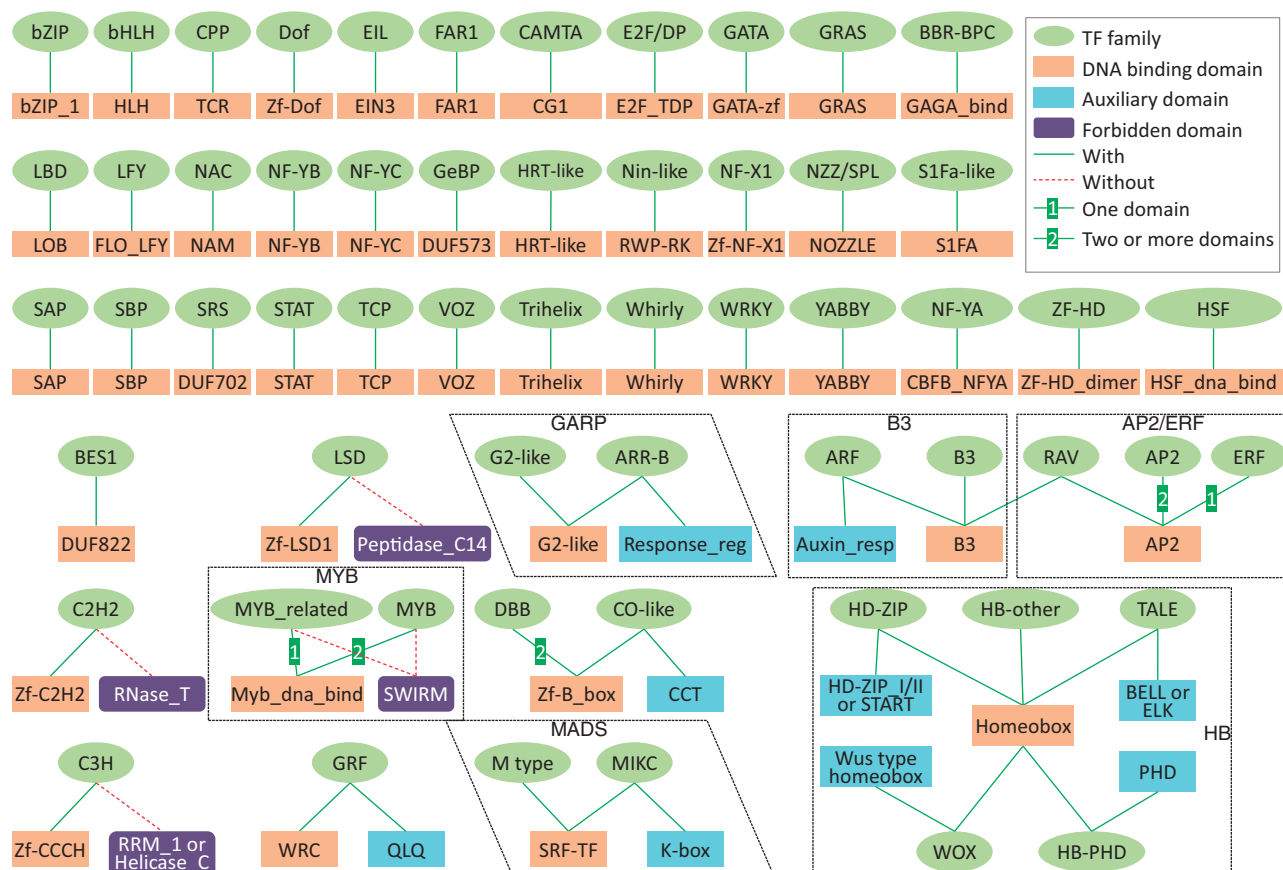 bZIP bHLH CPP Dof EIL FAR1 CAMTA E2F/DP GATA GRAS BBR-BPC
bZIP_1 HLH TCR Zf-Dof EIN3 FAR1 CG1 E2F_TDP GATA-zf GRAS GAGA_bind
TF family
DNA binding domain
Auxiliary domain
Forbidden domain
With
Without
1 One domain
2 Two or more domains
LBD LFY NAC NF-YB NF-YC GeBP HRT-like Nin-like NF-X1 NZZ/SPL S1Fa-like
LOB FLO_LFY NAM NF-YB NF-YC DUF573 HRT-like RWP-RK Zf-NF-X1 NOZZLE S1FA
SAP SBP SRS STAT TCP VOZ Trihelix Whirly WRKY YABBY NF-YA ZF-HD HSF
SAP SBP DUF702 STAT TCP VOZ Trihelix Whirly WRKY YABBY CBFB_NFYA ZF-HD_dimer HSF_dna_bind
BES1
DUF822
LSD
Zf-LSD1 Peptidase_C14
GARP
G2-like ARR-B
G2-like Response_reg
B3
ARF B3
Auxin_resp B3
AP2/ERF
RAV AP2 ERF
2 1
AP2
C2H2
Zf-C2H2 RNase_T
MYB
MYB_related MYB
1 2
Myb_dna_bind SWIRM
DBB CO-like
2
Zf-B_box CCT
HD-ZIP HB-other TALE
HD-ZIP_I/II
or START
BELL or
ELK
Homeobox
HB
Wus type
homeobox
PHD
WOX HB-PHD
C3H
Zf-CCCH RRM_1 or
Helicase_C
GRF
WRC QLQ
MADS
M type MIKC
SRF-TF K-box